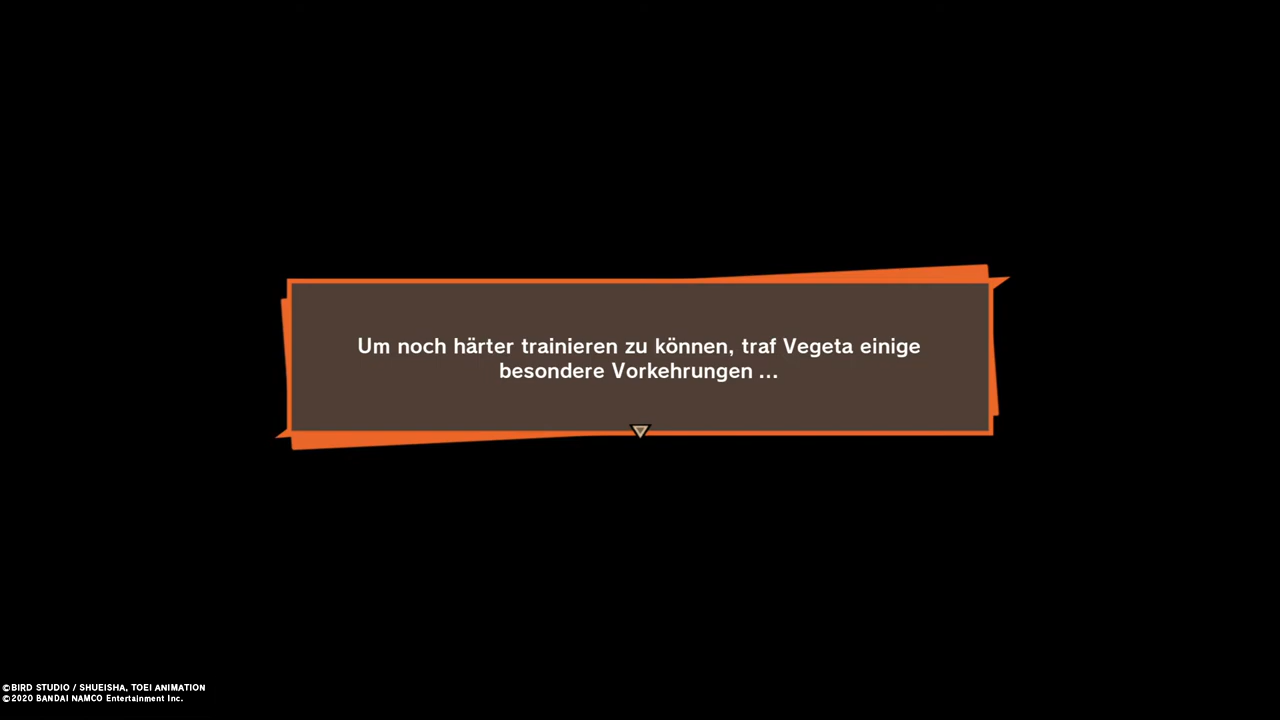 Um noch härter trainieren zu können, traf Vegeta einige
besondere Vorkehrungen ...
©BIRD STUDIO / SHUEISHA, TOEI ANIMATION
©2020 BANDAI NAMCO Entertainment Inc.